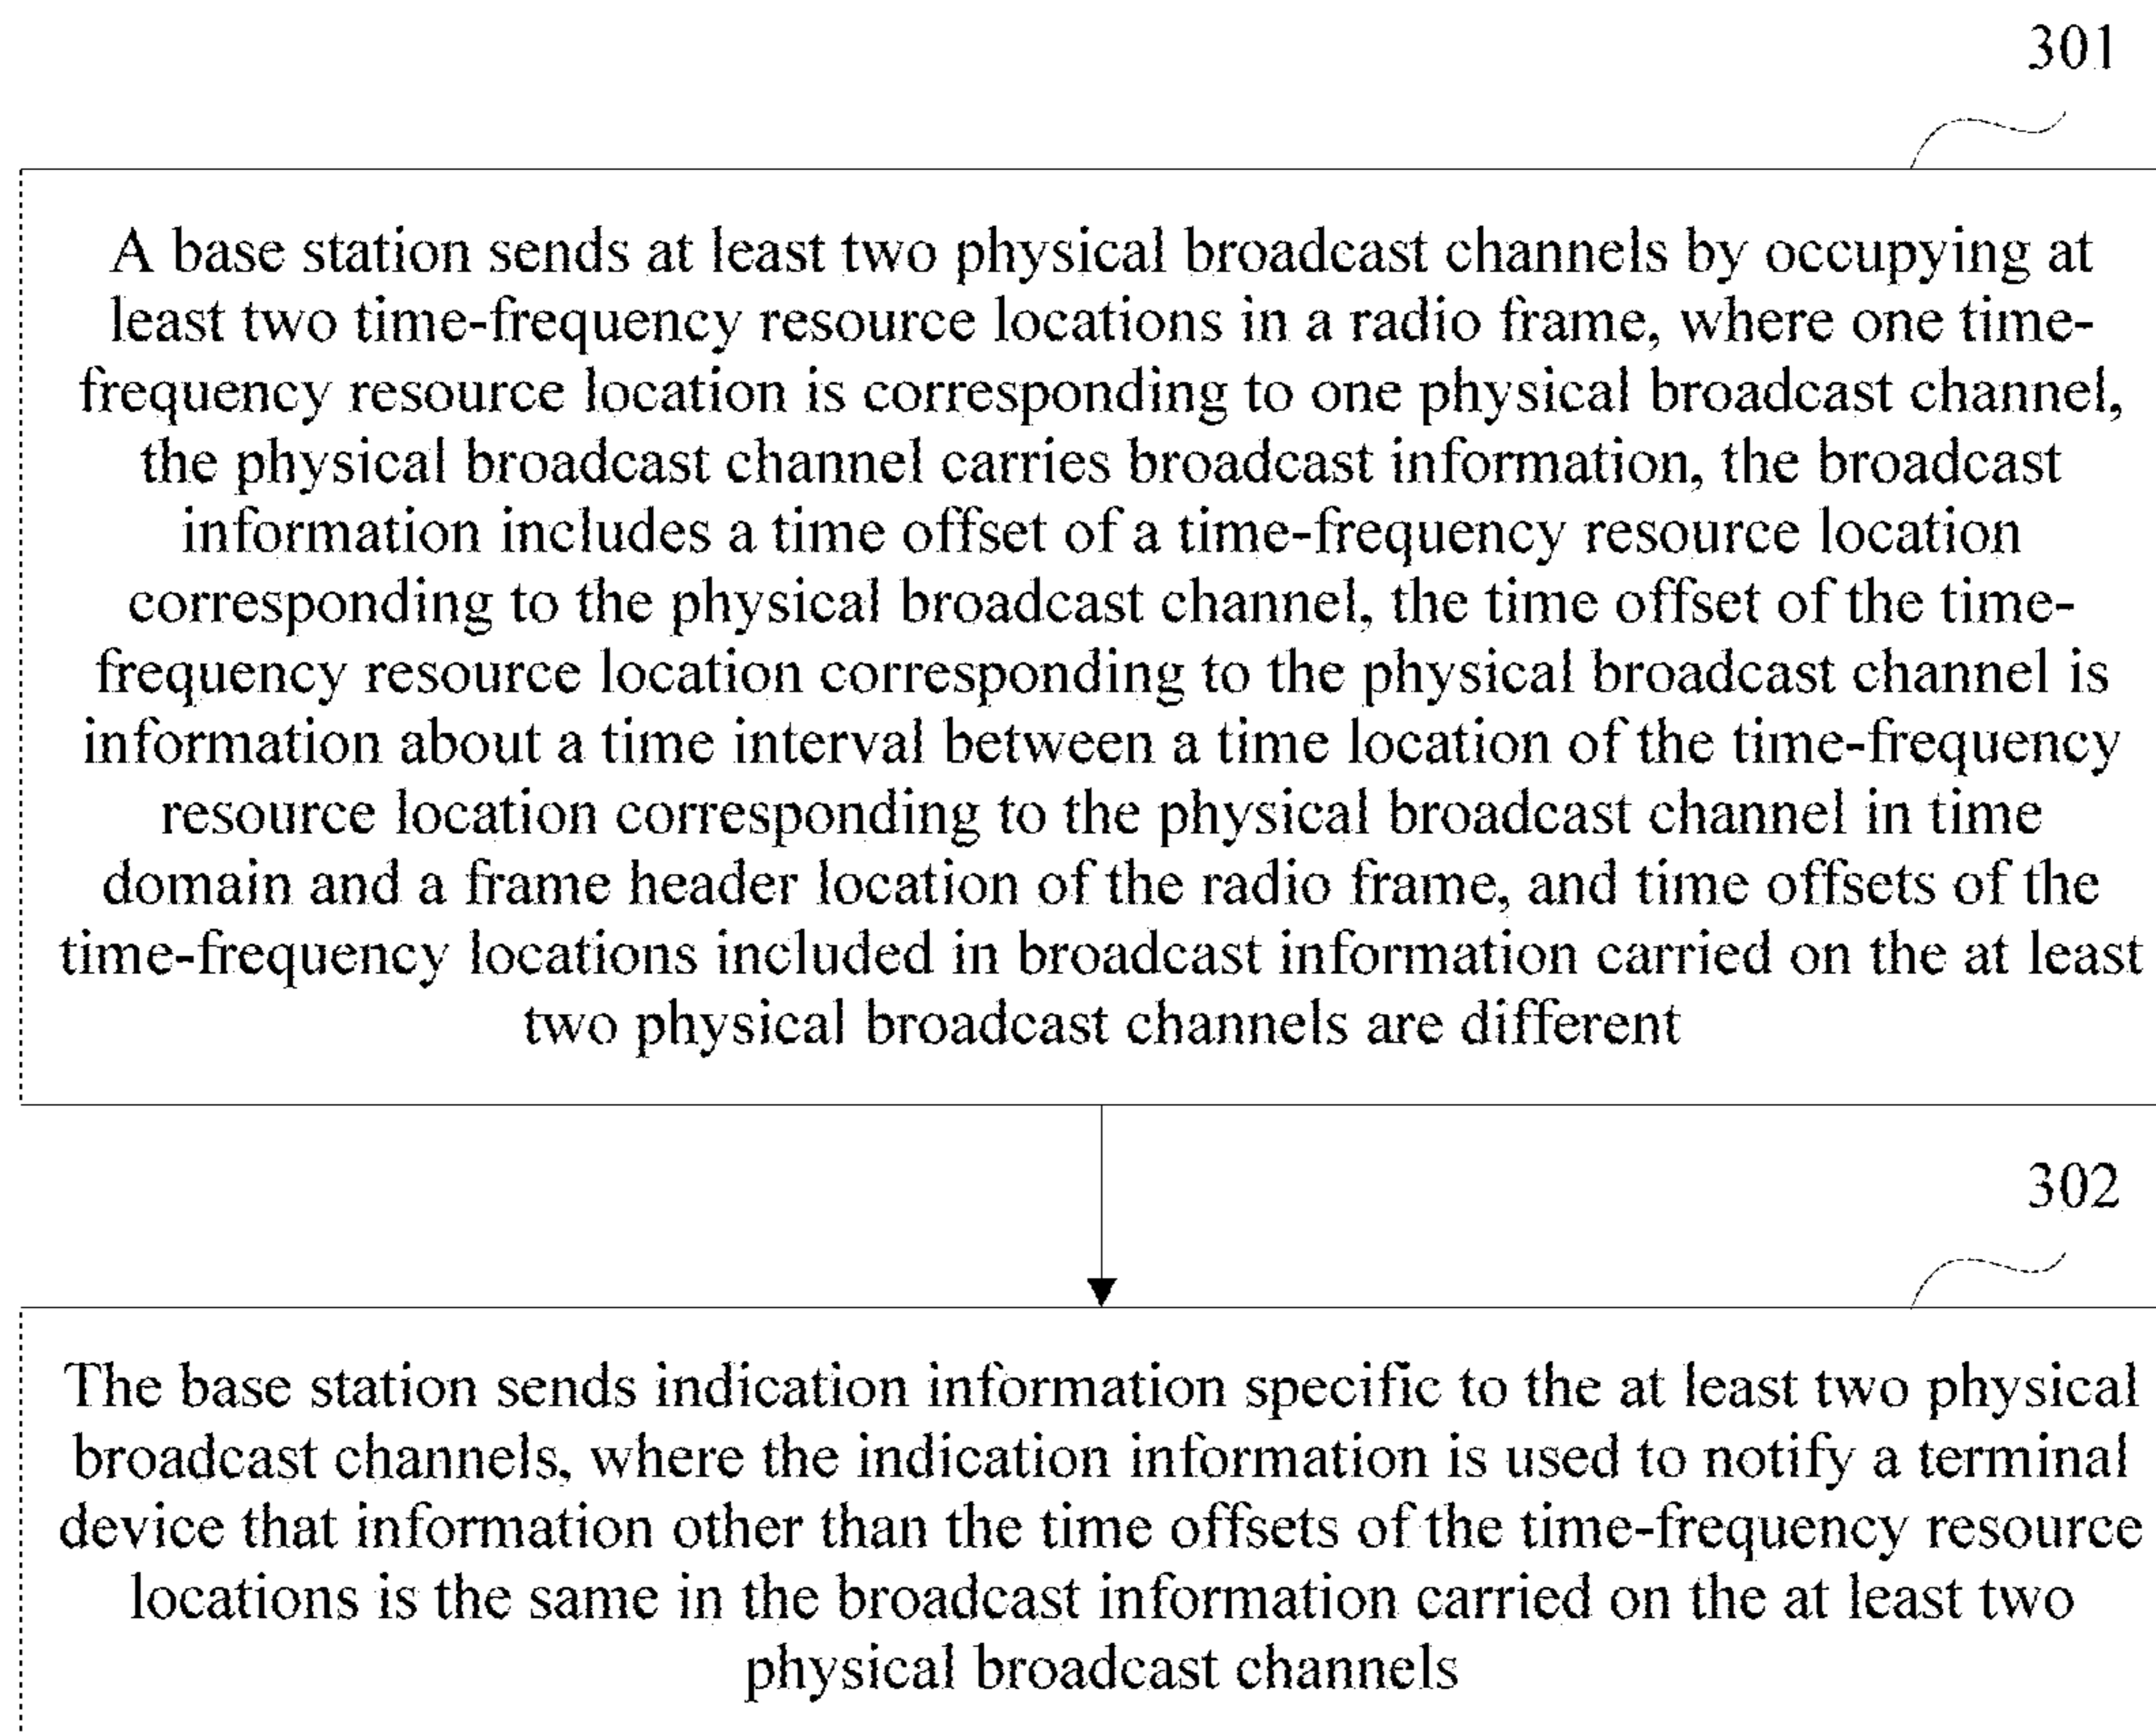 301
A base station sends at least two physical broadcast channels by occupying at
least two time-frequency resource locations in a radio frame, where one time-
frequency resource location is corresponding to one physical broadcast channel,
the physical broadcast channel carries broadcast information, the broadcast
information includes a time offset of a time-frequency resource location
corresponding to the physical broadcast channel, the time offset of the time-
frequency resource location corresponding to the physical broadcast channel is
information about a time interval between a time location of the time-frequency
resource location corresponding to the physical broadcast channel in time
domain and a frame header location of the radio frame, and time offsets of the
time-frequency locations included in broadcast information carried on the at least
two physical broadcast channels are different
302
The base station sends indication information specific to the at least two physical
broadcast channels, where the indication information is used to notify a terminal
device that information other than the time offsets of the time-frequency resource
locations is the same in the broadcast information carried on the at least two
physical broadcast channels